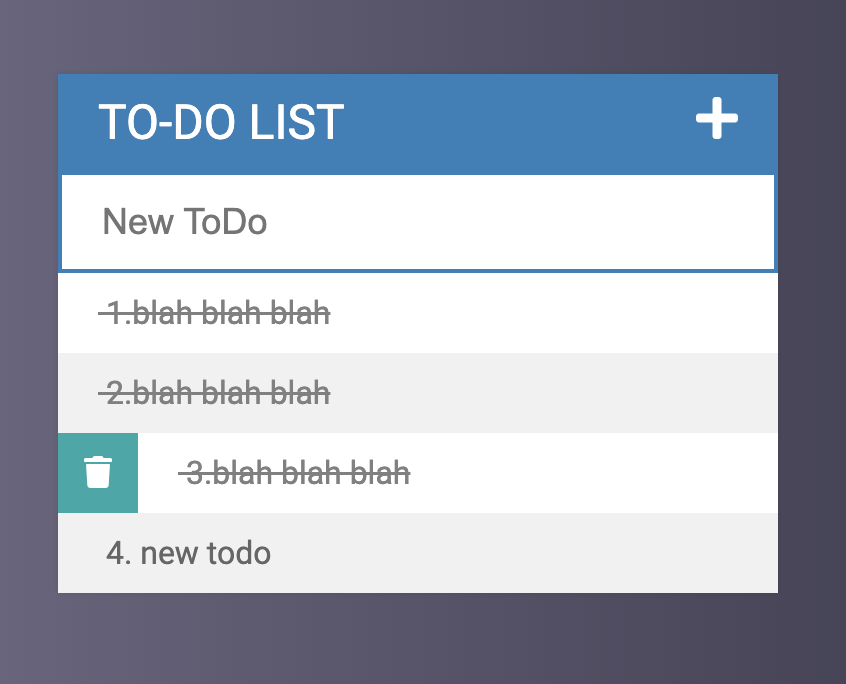 TO-DO LIST
New ToDo
1.blah blah blah
2.blah blah blah
3.blah blah blah
4. new todo